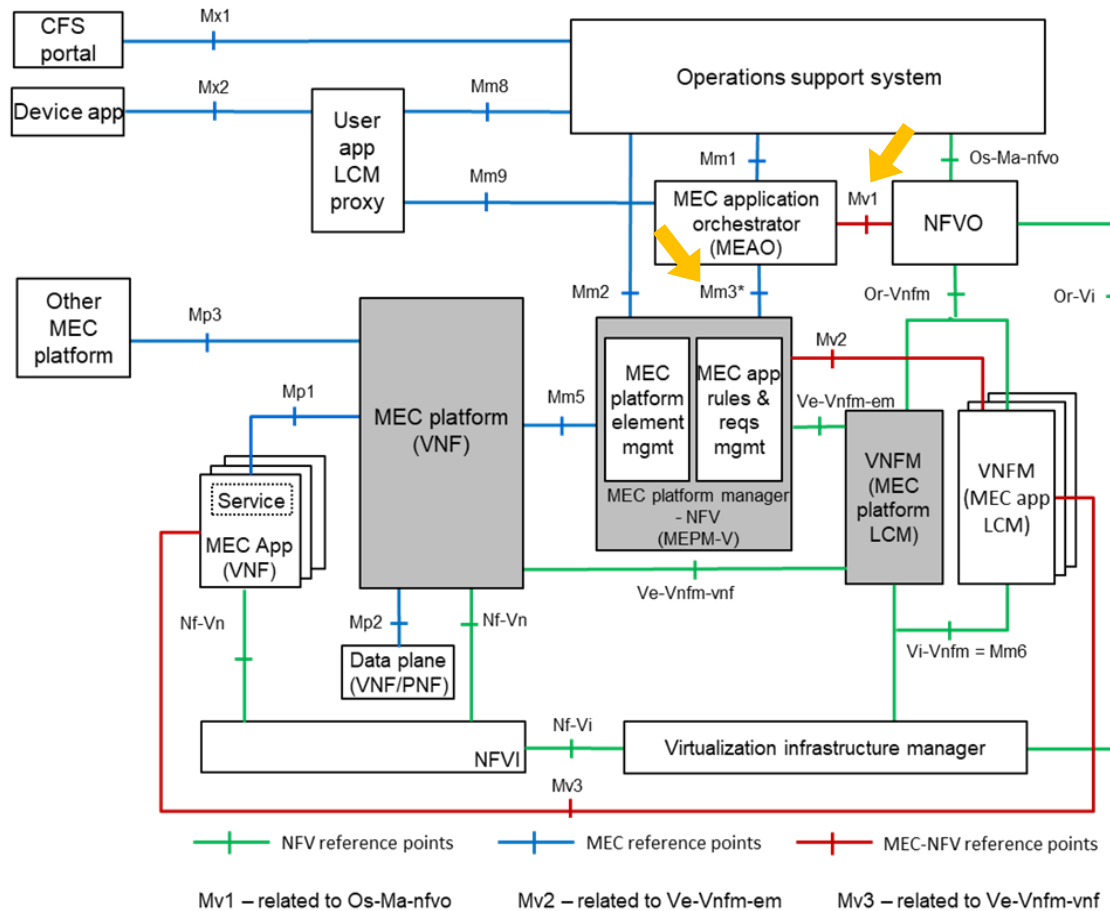 CFS
portal
Mx1
Operations support system
Device app
Mx2
User
app
LCM
proxy
Mm8
Mm9
Mm1
Os-Ma-nfvo
MEC application
orchestrator
(MEAO)
Mv1
NFVO
Other
MEC
platform
Mp3
Mm2
Mm3*
Or-Vnfm
Or-Vi
Mp1
MEC platform
(VNF)
Mm5
MEC
platform
element
mgmt
MEC app
rules &
reqs
mgmt
MEC platform manager
- NFV
(MEPM-V)
Mv2
Ve-Vnfm-em
VNFM
(MEC
platform
LCM)
VNFM
(MEC app
LCM)
Service
MEC App
(VNF)
Ve-Vnfm-vnf
Nf-Vn
Mp2
Nf-Vn
Data plane
(VNF/PNF)
Vi-Vnfm = Mm6
NFVI
Nf-Vi
Virtualization infrastructure manager
Mv3
NFV reference points
MEC reference points
MEC-NFV reference points
Mv1 – related to Os-Ma-nfvo
Mv2 – related to Ve-Vnfm-em
Mv3 – related to Ve-Vnfm-vnf